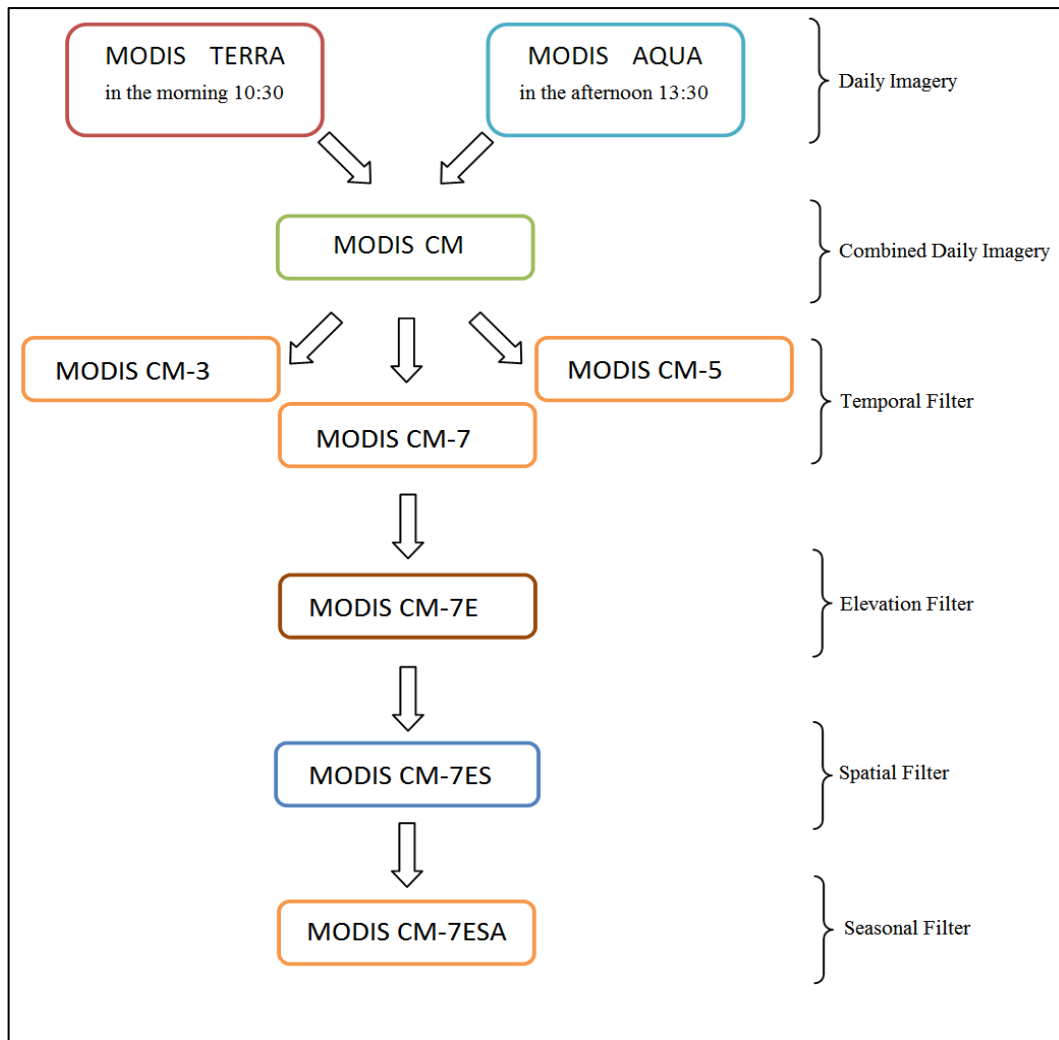 MODIS TERRA
in the morning 10:30
MODIS AQUA
in the afternoon 13:30
Daily Imagery
MODIS CM
Combined Daily Imagery
MODIS CM-3
MODIS CM-5
MODIS CM-7
Temporal Filter
MODIS CM-7E
Elevation Filter
MODIS CM-7ES
Spatial Filter
MODIS CM-7ESA
Seasonal Filter